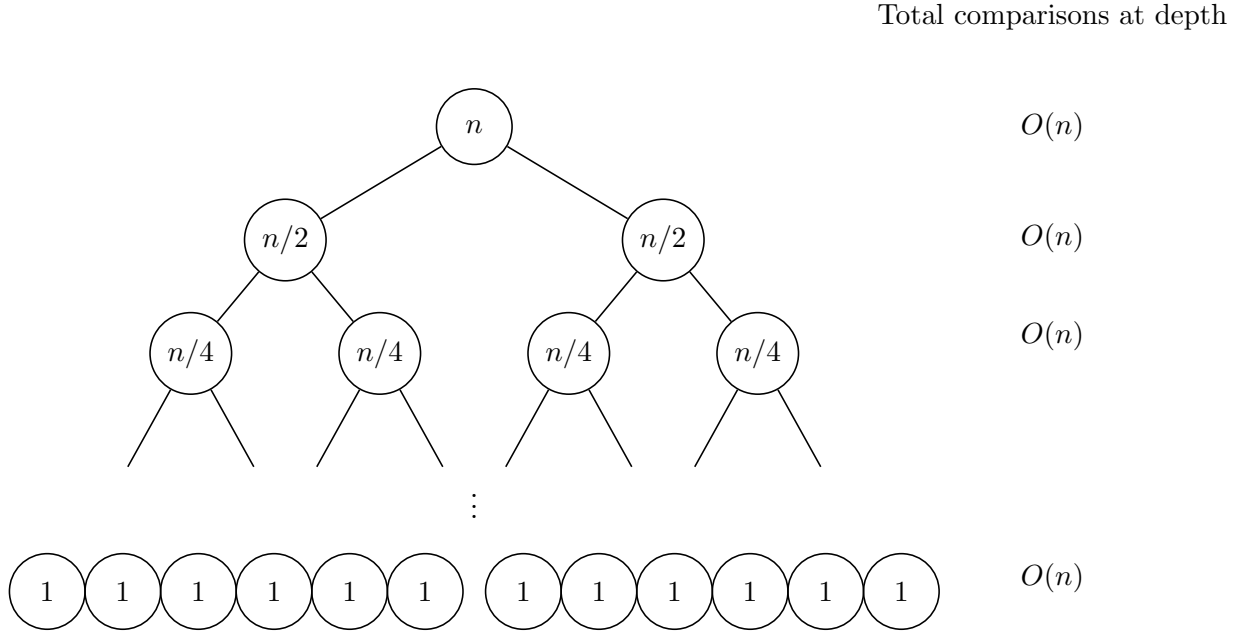 Total comparisons at depth
n O(n)
n/2 n/2 O(n)
n/4 n/4 n/4 n/4 O(n)
⋮
1 1 1 1 1 1 1 1 1 1 1 1 O(n)